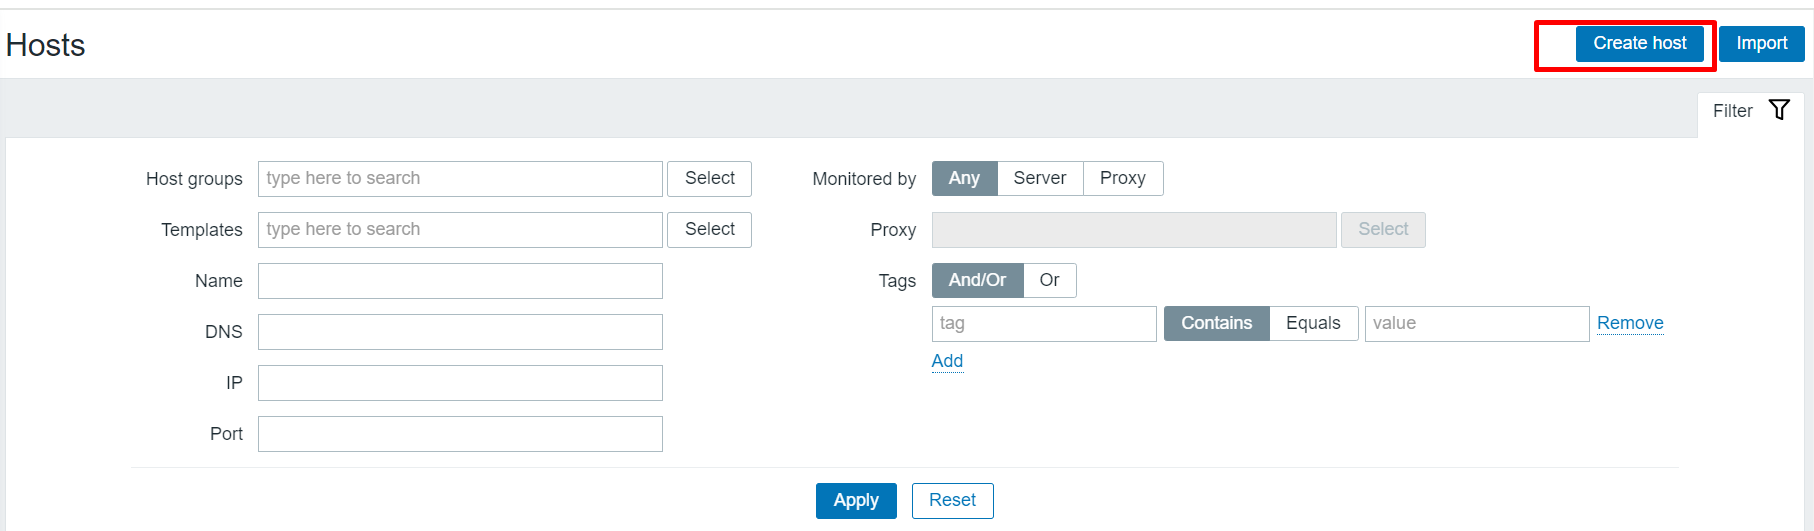 Hosts Create host Import
Filter
Host groups type here to search Select Monitored by Any Server Proxy
Templates type here to search Select Proxy Select
Name Tags And/Or Or
DNS tag Contains Equals value Remove
Add
IP
Port
Apply Reset